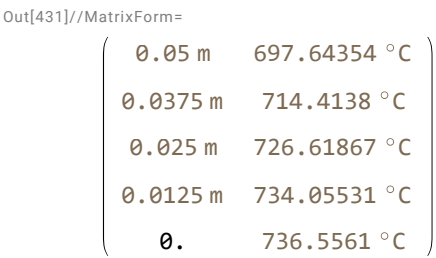 Out[431]//MatrixForm=
0.05 m 697.64354 °C
0.0375 m 714.4138 °C
0.025 m 726.61867 °C
0.0125 m 734.05531 °C
0. 736.5561 °C